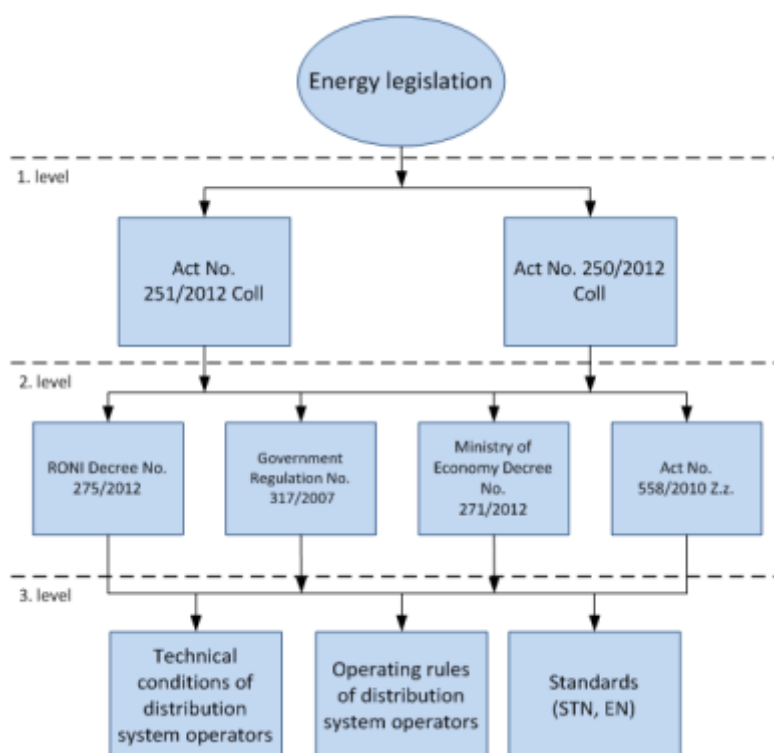 Energy legislation
1. level
Act No.
251/2012 Coll
Act No. 250/2012
Coll
2. level
RONI Decree No.
275/2012
Government
Regulation No.
317/2007
Ministry of
Economy Decree
No.
271/2012
Act No.
558/2010 Z.z.
3. level
Technical
conditions of
distribution
system operators
Operating rules
of distribution
system operators
Standards
(STN, EN)